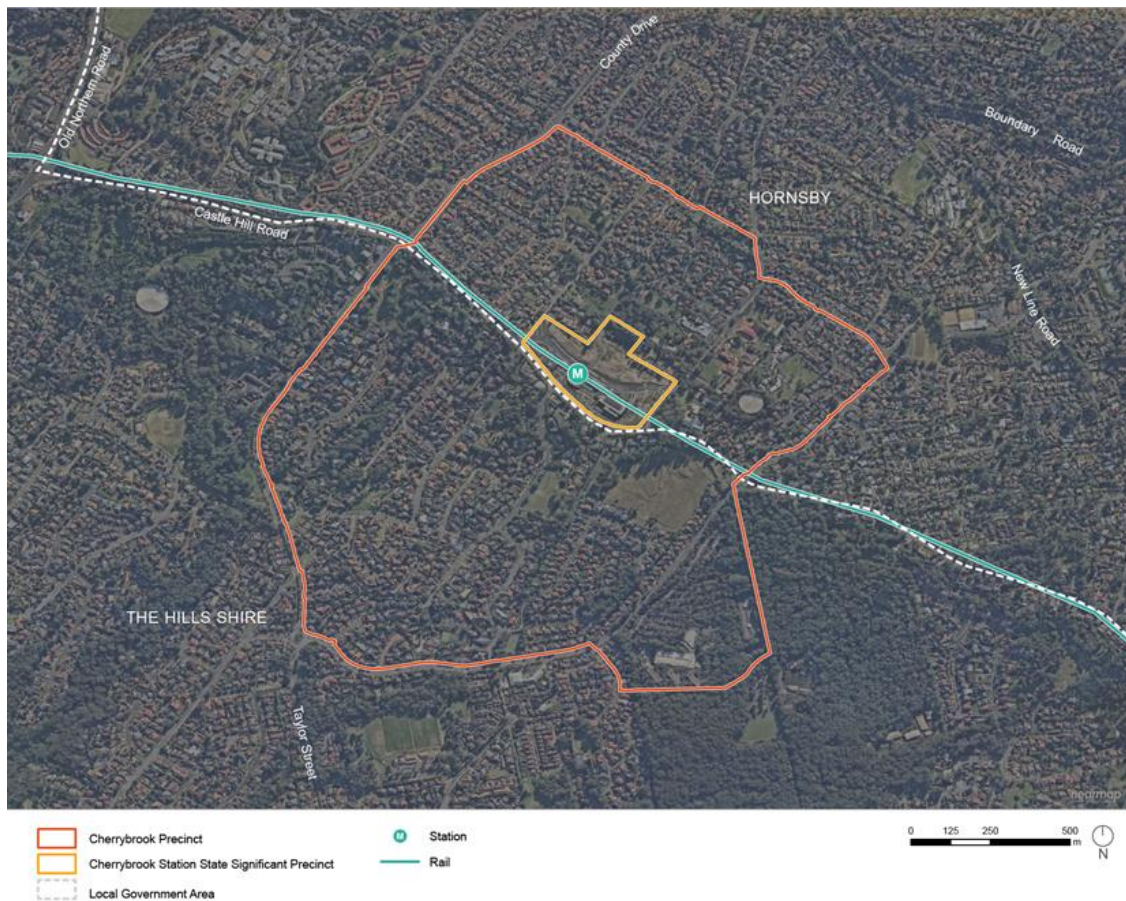 Old Northern Road
County Drive
Boundary Road
HORNSBY
Castle Hill Road
New Line Road
M
THE HILLS SHIRE
Taylor Street
nearmap
Cherrybrook Precinct
Cherrybrook Station State Significant Precinct
Local Government Area
M Station
Rail
0 125 250 500
m
N